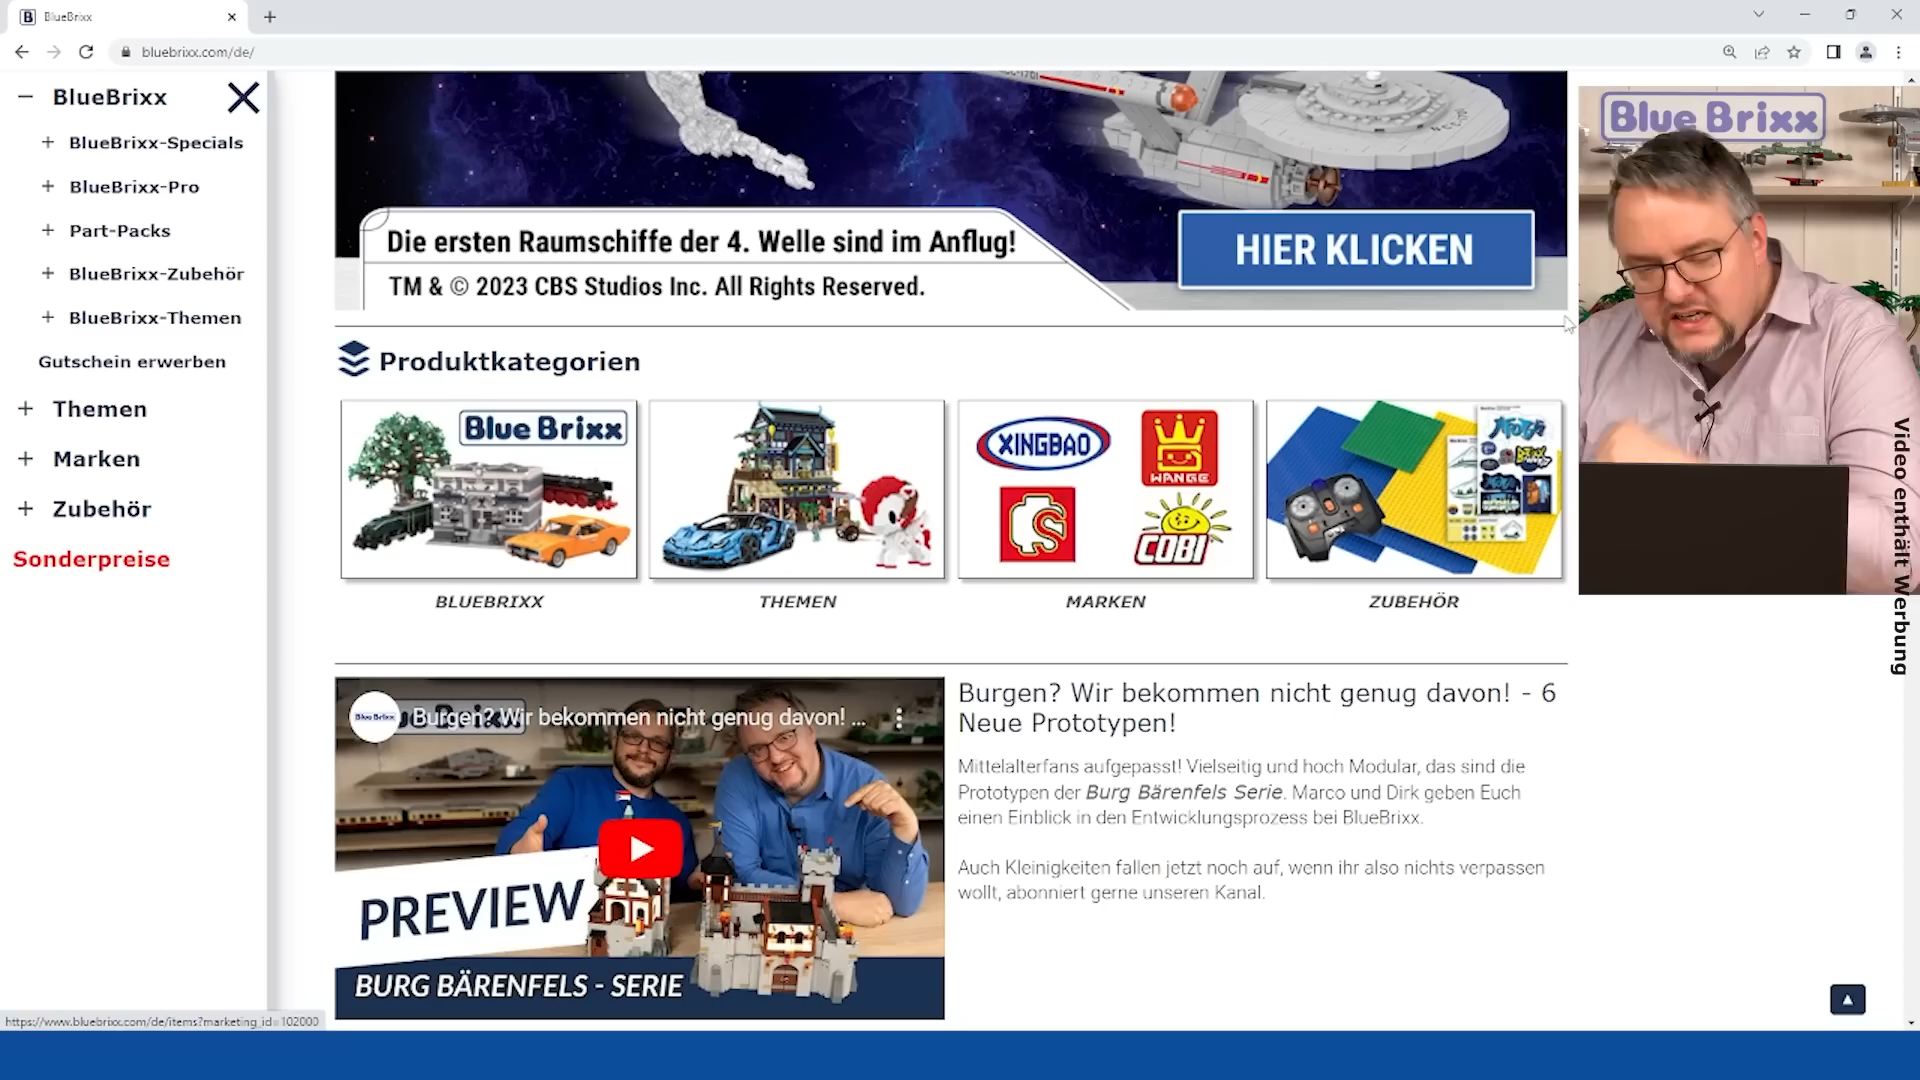 BlueBrixx
bluebrixx.com/de/
BlueBrixx
BlueBrixx-Specials
BlueBrixx-Pro
Part-Packs
BlueBrixx-Zubehör
BlueBrixx-Themen
Gutschein erwerben
Themen
Marken
Zubehör
Sonderpreise
Die ersten Raumschiffe der 4. Welle sind im Anflug!
TM & © 2023 CBS Studios Inc. All Rights Reserved.
HIER KLICKEN
Blue Brixx
Produktkategorien
Blue Brixx
XINGBAO
WANGE
S
COBI
BLUEBRIXX
THEMEN
MARKEN
ZUBEHÖR
Video enthält Werbung
Blue Brixx
Burgen? Wir bekommen nicht genug davon! ...
PREVIEW
BURG BÄRENFELS - SERIE
Burgen? Wir bekommen nicht genug davon! - 6
Neue Prototypen!
Mittelalterfans aufgepasst! Vielseitig und hoch Modular, das sind die
Prototypen der Burg Bärenfels Serie. Marco und Dirk geben Euch
einen Einblick in den Entwicklungsprozess bei BlueBrixx.
Auch Kleinigkeiten fallen jetzt noch auf, wenn ihr also nichts verpassen
wollt, abonniert gerne unseren Kanal.
https://www.bluebrixx.com/de/items?marketing_id=102000